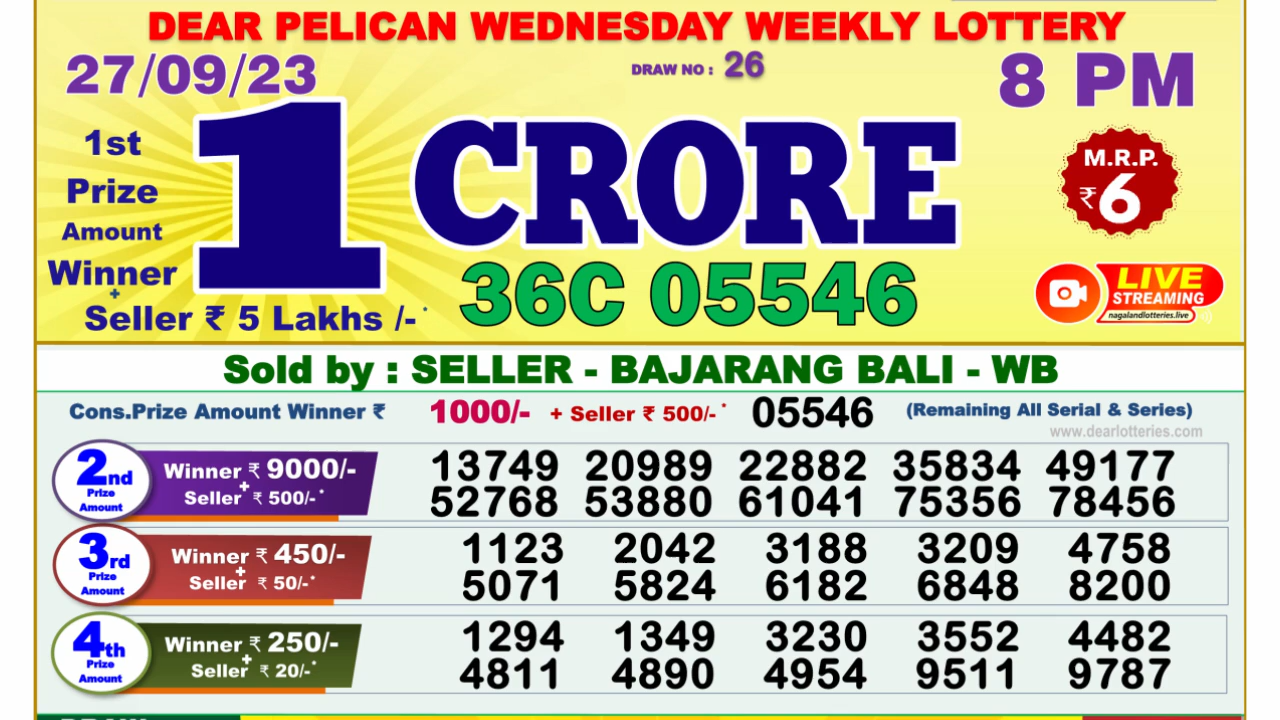 DEAR PELICAN WEDNESDAY WEEKLY LOTTERY
27/09/23
DRAW NO : 26
8 PM
1st
Prize
Amount
Winner
+
Seller ₹ 5 Lakhs /-*
1 CRORE
36C 05546
M.R.P.
₹6
LIVE
STREAMING
nagalandlotteries.live
Sold by : SELLER - BAJARANG BALI - WB
Cons.Prize Amount Winner ₹ 1000/- + Seller ₹ 500/-* 05546 (Remaining All Serial & Series)
www.dearlotteries.com
2nd
Prize
Amount
Winner ₹ 9000/-
+
Seller ₹ 500/-*
13749 20989 22882 35834 49177
52768 53880 61041 75356 78456
3rd
Prize
Amount
Winner ₹ 450/-
+
Seller ₹ 50/-*
1123 2042 3188 3209 4758
5071 5824 6182 6848 8200
4th
Prize
Amount
Winner ₹ 250/-
+
Seller ₹ 20/-*
1294 1349 3230 3552 4482
4811 4890 4954 9511 9787